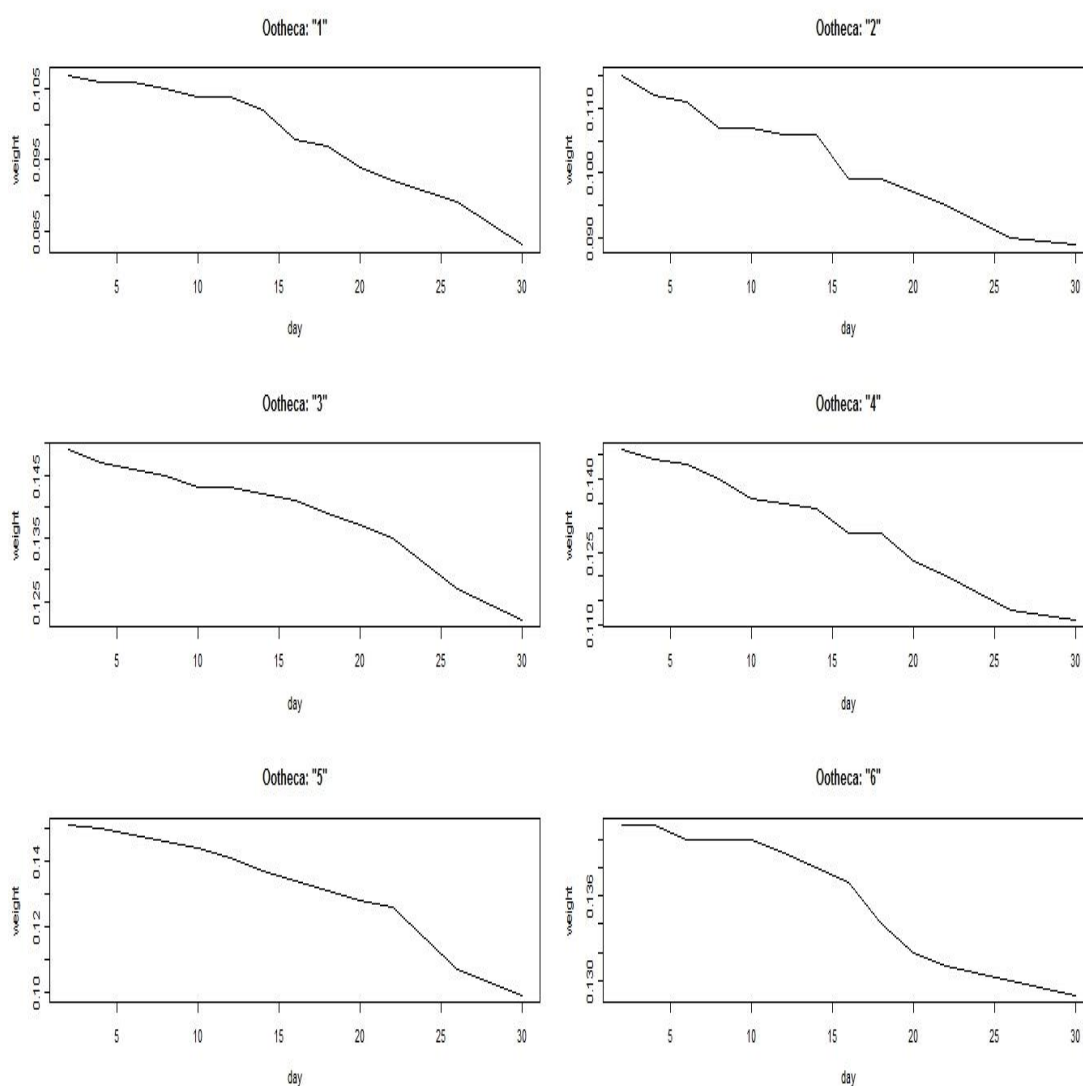 Ootheca: "1"
Ootheca: "2"
weight
0.085 0.095 0.105
5 10 15 20 25 30
day
weight
0.090 0.100 0.110
5 10 15 20 25 30
day
Ootheca: "3"
Ootheca: "4"
weight
0.125 0.135 0.145
5 10 15 20 25 30
day
weight
0.110 0.125 0.140
5 10 15 20 25 30
day
Ootheca: "5"
Ootheca: "6"
weight
0.10 0.12 0.14
5 10 15 20 25 30
day
weight
0.130 0.136
5 10 15 20 25 30
day